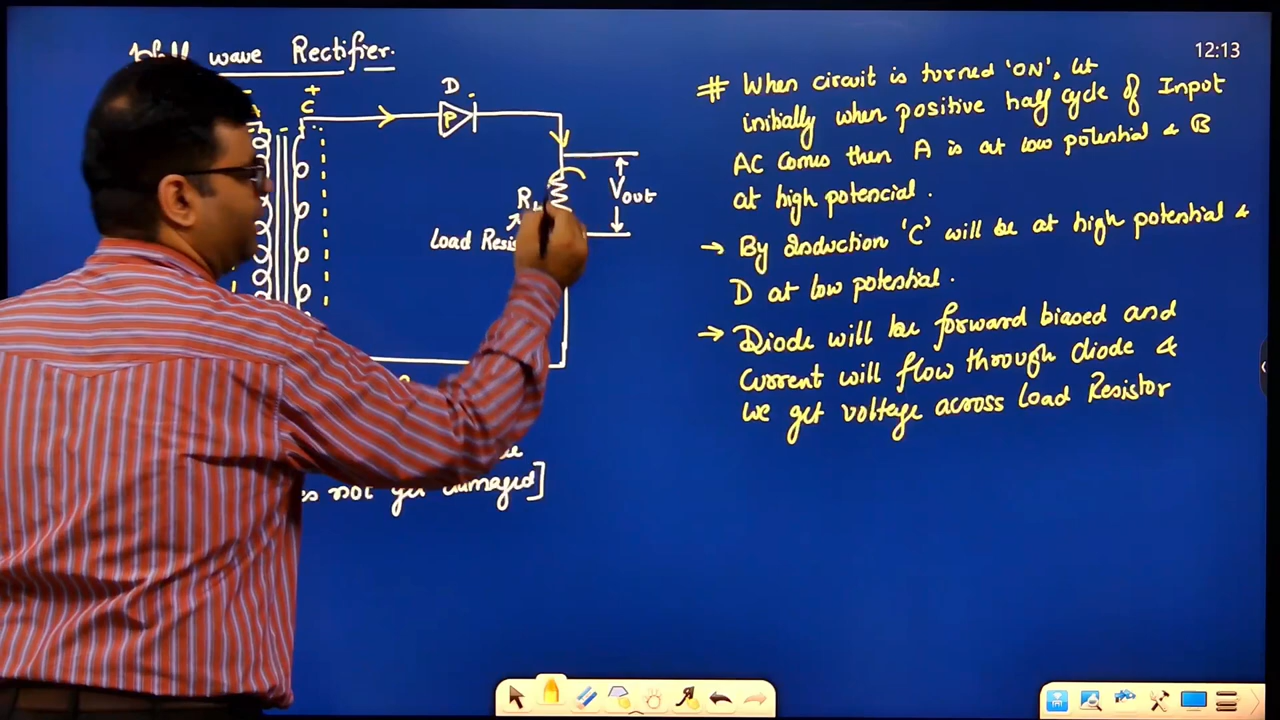 wave Rectifier.
12:13
+
+
C
D
-
P
RL
Vout
Load Resis
# When circuit is turned 'ON', let
initially when positive half cycle of Input
AC comes then A is at low potential & B
at high potencial.
→ By Induction 'C' will be at high potential &
D at low potential.
→ Diode will be forward biased and
Current will flow through diode &
we get voltage across Load Resistor
not get damaged]